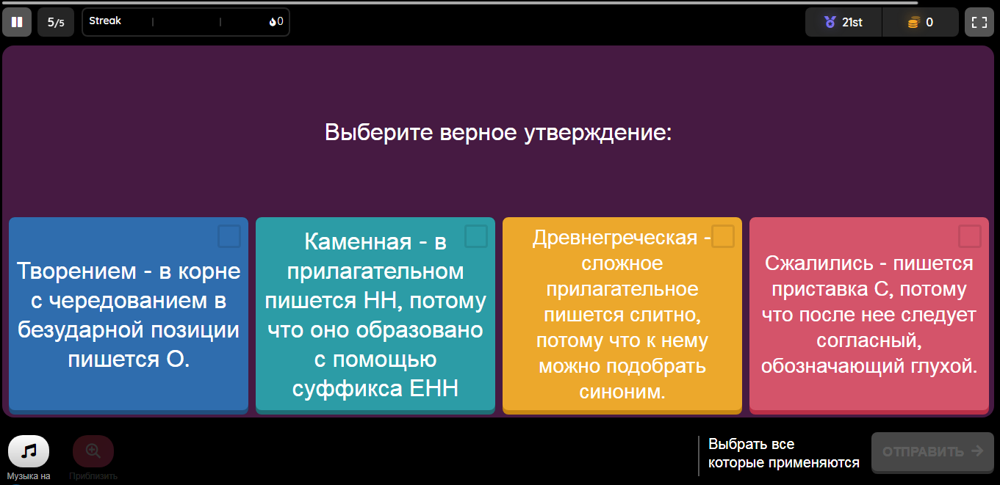 5/5
Streak
0
21st
0
Выберите верное утверждение:
Творением - в корне
с чередованием в
безударной позиции
пишется О.
Каменная - в
прилагательном
пишется НН, потому
что оно образовано
с помощью
суффикса ЕНН
Древнегреческая -
сложное
прилагательное
пишется слитно,
потому что к нему
можно подобрать
синоним.
Сжалились - пишется
приставка С, потому
что после нее следует
согласный,
обозначающий глухой.
Музыка на
Приблизить
Выбрать все
которые применяются
ОТПРАВИТЬ